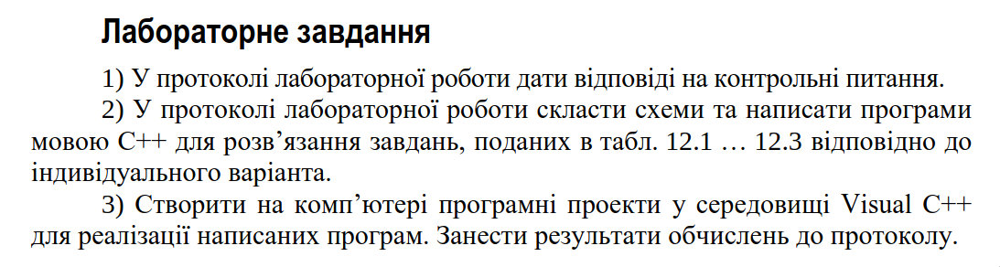 Лабораторне завдання
1) У протоколі лабораторної роботи дати відповіді на контрольні питання.
2) У протоколі лабораторної роботи скласти схеми та написати програми
мовою C++ для розв’язання завдань, поданих в табл. 12.1 … 12.3 відповідно до
індивідуального варіанта.
3) Створити на комп’ютері програмні проекти у середовищі Visual C++
для реалізації написаних програм. Занести результати обчислень до протоколу.